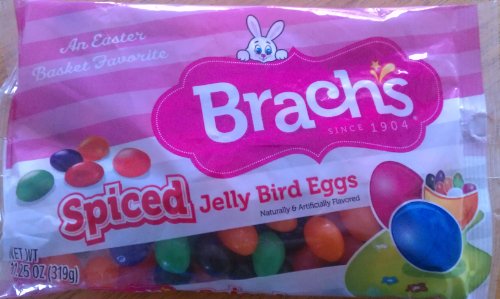 An Easter
Basket Favorite
Brach's
SINCE 1904
Spiced Jelly Bird Eggs
Naturally & Artificially Flavored
NET WT
OZ (319g)